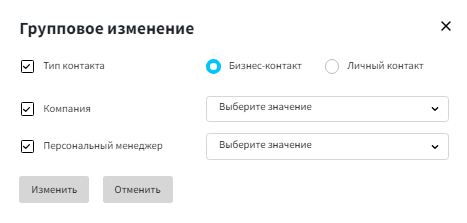 Групповое изменение
Тип контакта Бизнес-контакт Личный контакт
Компания Выберите значение
Персональный менеджер Выберите значение
Изменить Отменить